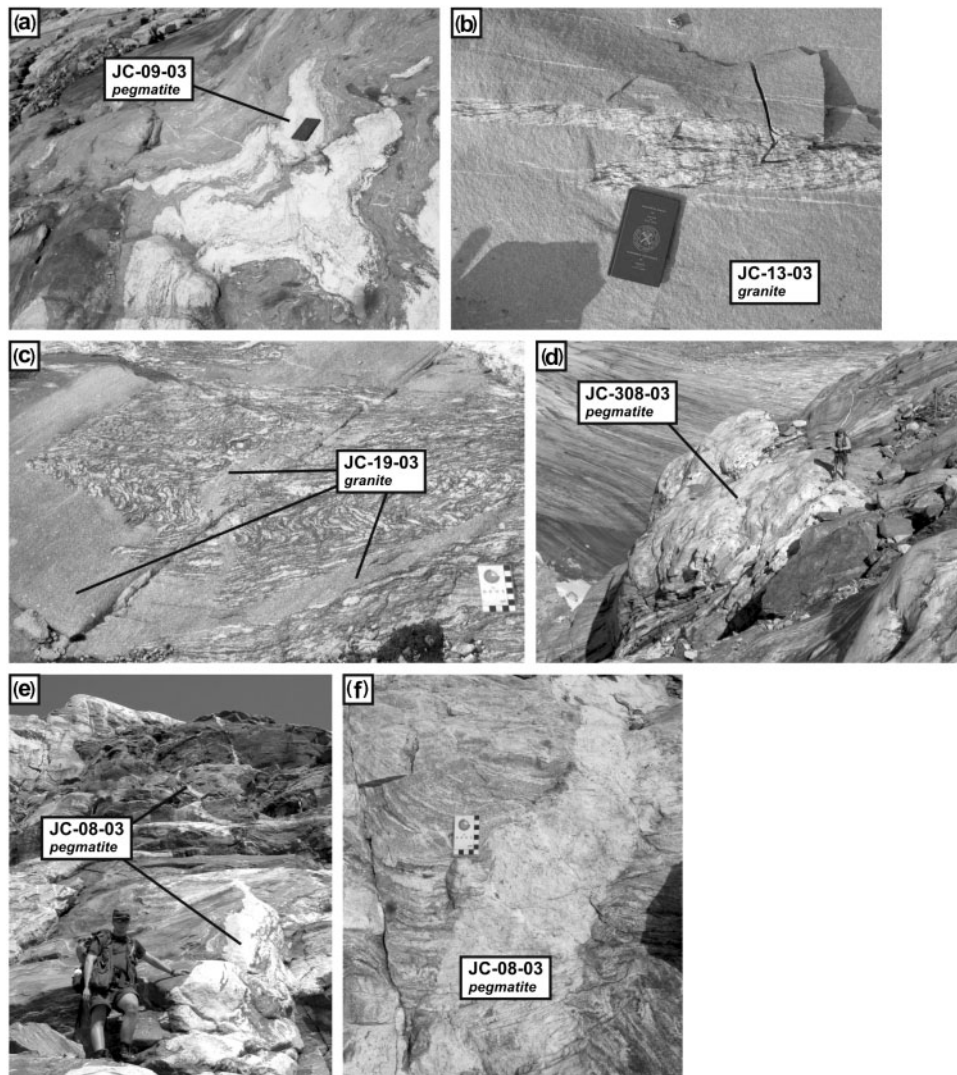 (a)
JC-09-03
pegmatite
(b)
JC-13-03
granite
(c)
JC-19-03
granite
(d)
JC-308-03
pegmatite
(e)
JC-08-03
pegmatite
(f)
JC-08-03
pegmatite